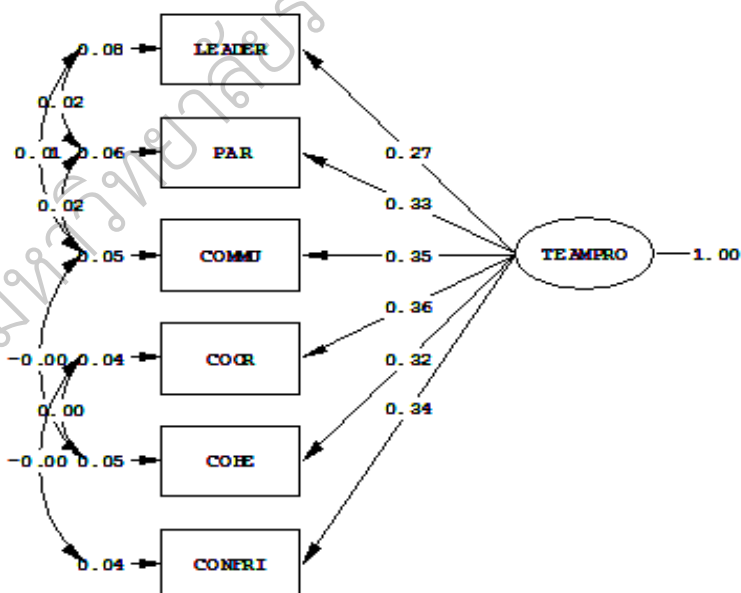 0.08 LEADER
0.02
0.27
0.01 0.06 PAR
0.33
0.02
0.05 COMMU 0.35 TEAMPRO 1.00
0.36
-0.00 0.04 COOR 0.32
0.00 0.34
-0.00 0.05 COHE
0.04 CONFRI